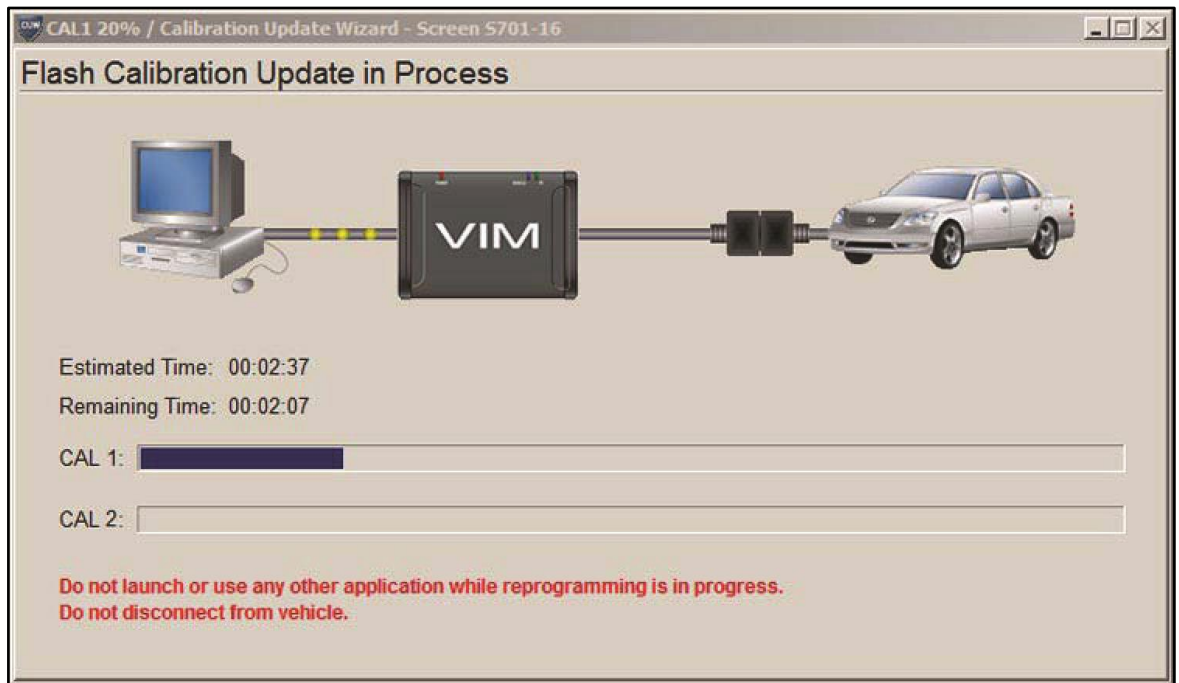 CAL1 20% / Calibration Update Wizard - Screen S701-16
Flash Calibration Update in Process
VIM
Estimated Time: 00:02:37
Remaining Time: 00:02:07
CAL 1:
CAL 2:
Do not launch or use any other application while reprogramming is in progress.
Do not disconnect from vehicle.